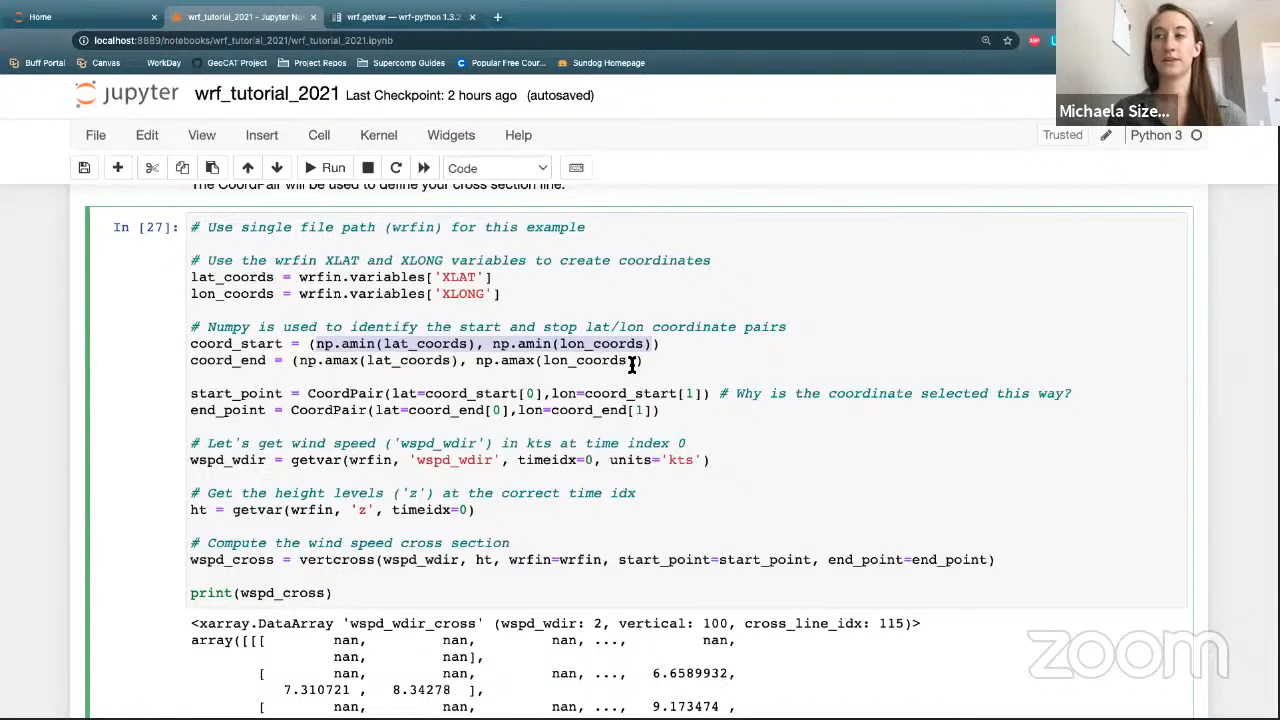 Home
wrf_tutorial_2021 - Jupyter No
wrf.getvar — wrf-python 1.3.2
localhost:8889/notebooks/wrf_tutorial_2021/wrf_tutorial_2021.ipynb
Buff Portal Canvas WorkDay GeoCAT Project Project Repos Supercomp Guides Popular Free Cour... Sundog Homepage
Michaela Size...
jupyter wrf_tutorial_2021 Last Checkpoint: 2 hours ago (autosaved)
File Edit View Insert Cell Kernel Widgets Help
Trusted Python 3
Run Code
The CoordPair will be used to define your cross section line.
In [27]: # Use single file path (wrfin) for this example
# Use the wrfin XLAT and XLONG variables to create coordinates
lat_coords = wrfin.variables['XLAT']
lon_coords = wrfin.variables['XLONG']
# Numpy is used to identify the start and stop lat/lon coordinate pairs
coord_start = (np.amin(lat_coords), np.amin(lon_coords))
coord_end = (np.amax(lat_coords), np.amax(lon_coords))
start_point = CoordPair(lat=coord_start[0],lon=coord_start[1]) # Why is the coordinate selected this way?
end_point = CoordPair(lat=coord_end[0],lon=coord_end[1])
# Let's get wind speed ('wspd_wdir') in kts at time index 0
wspd_wdir = getvar(wrfin, 'wspd_wdir', timeidx=0, units='kts')
# Get the height levels ('z') at the correct time idx
ht = getvar(wrfin, 'z', timeidx=0)
# Compute the wind speed cross section
wspd_cross = vertcross(wspd_wdir, ht, wrfin=wrfin, start_point=start_point, end_point=end_point)
print(wspd_cross)
<xarray.DataArray 'wspd_wdir_cross' (wspd_wdir: 2, vertical: 100, cross_line_idx: 115)>
array([[[ nan, nan, nan, ..., nan,
nan, nan],
[ nan, nan, nan, ..., 6.6589932,
7.310721 , 8.34278 ],
[ nan, nan, nan, ..., 9.173474 ,
zoom